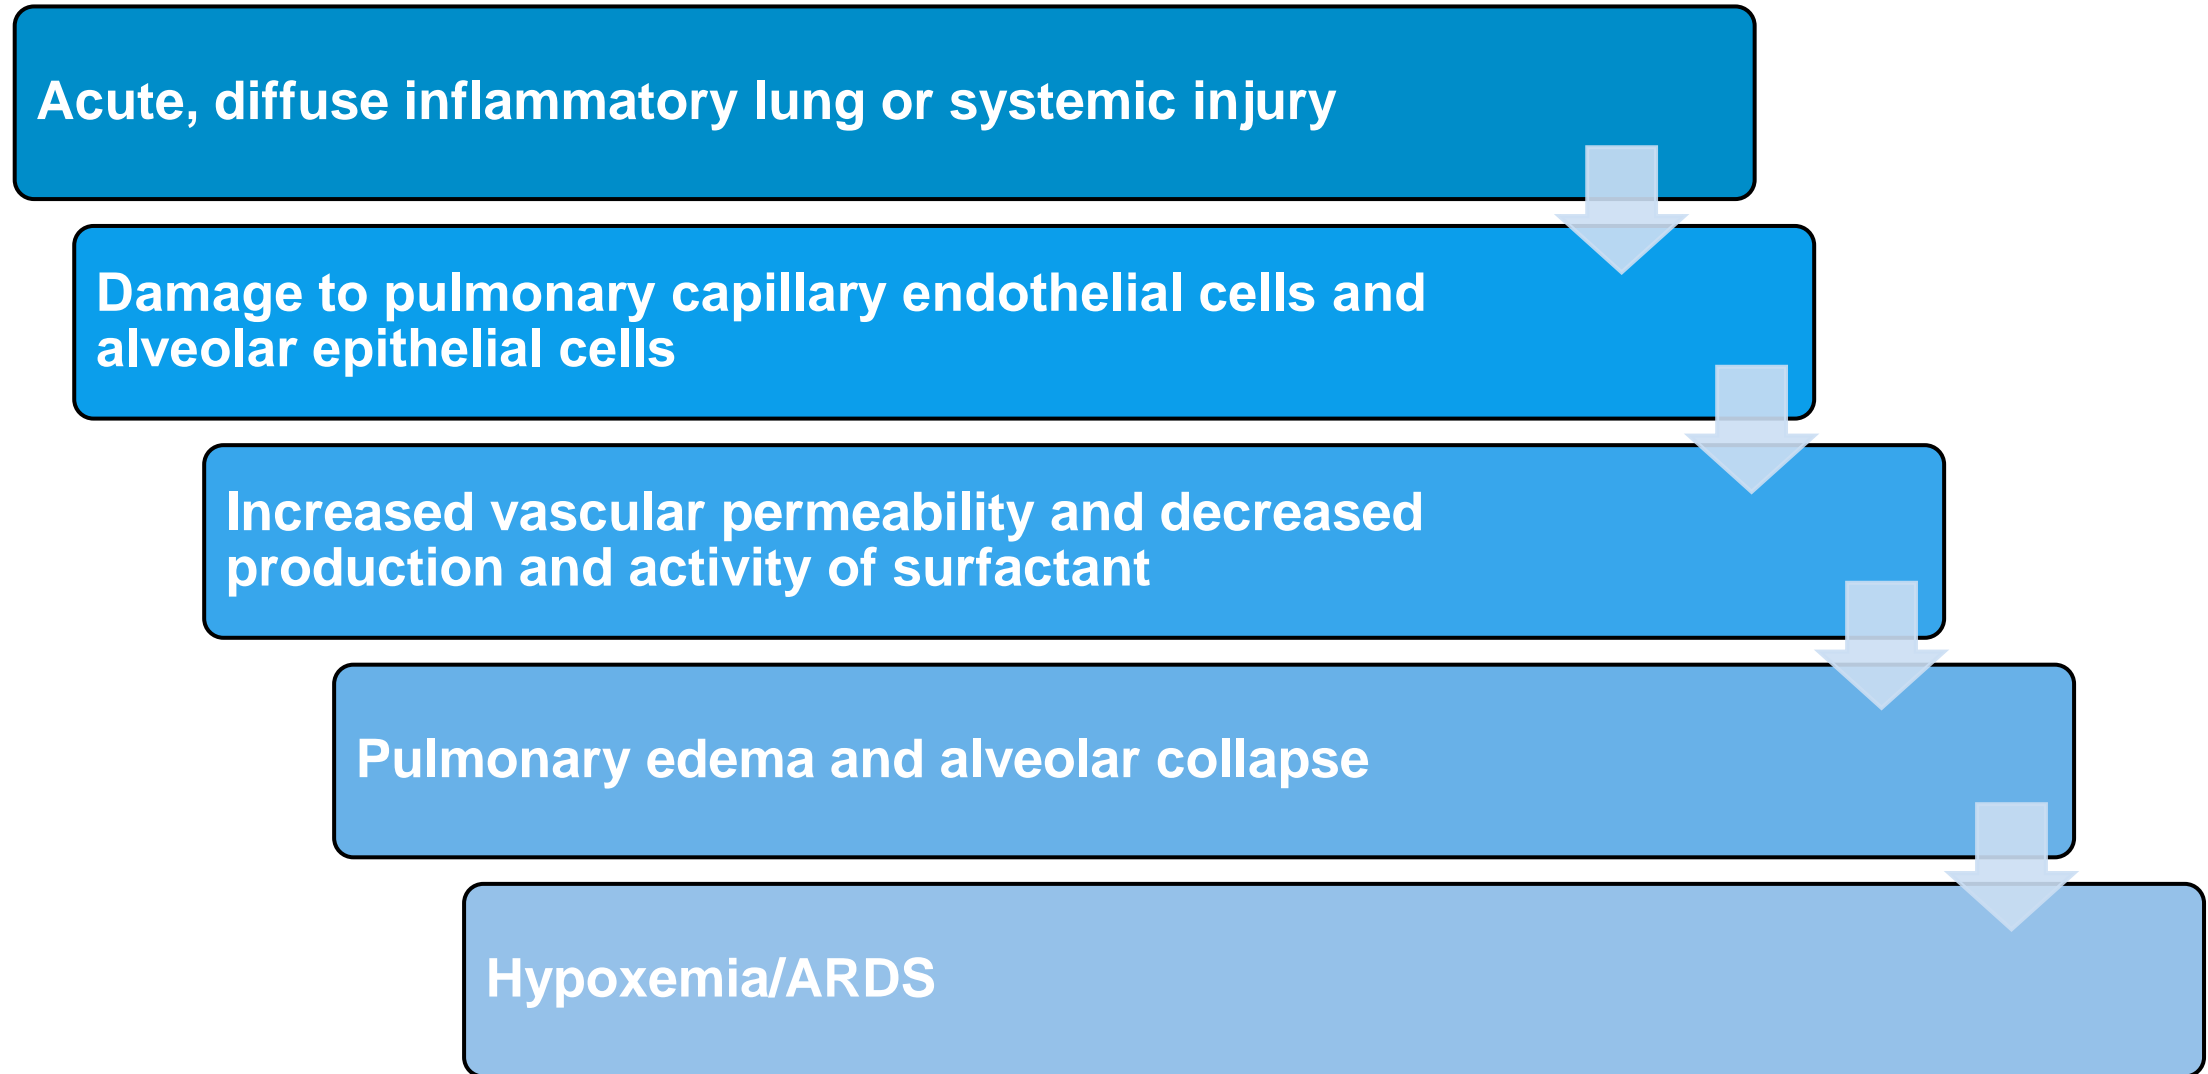 Acute, diffuse inflammatory lung or systemic injury
Damage to pulmonary capillary endothelial cells and
alveolar epithelial cells
Increased vascular permeability and decreased
production and activity of surfactant
Pulmonary edema and alveolar collapse
Hypoxemia/ARDS